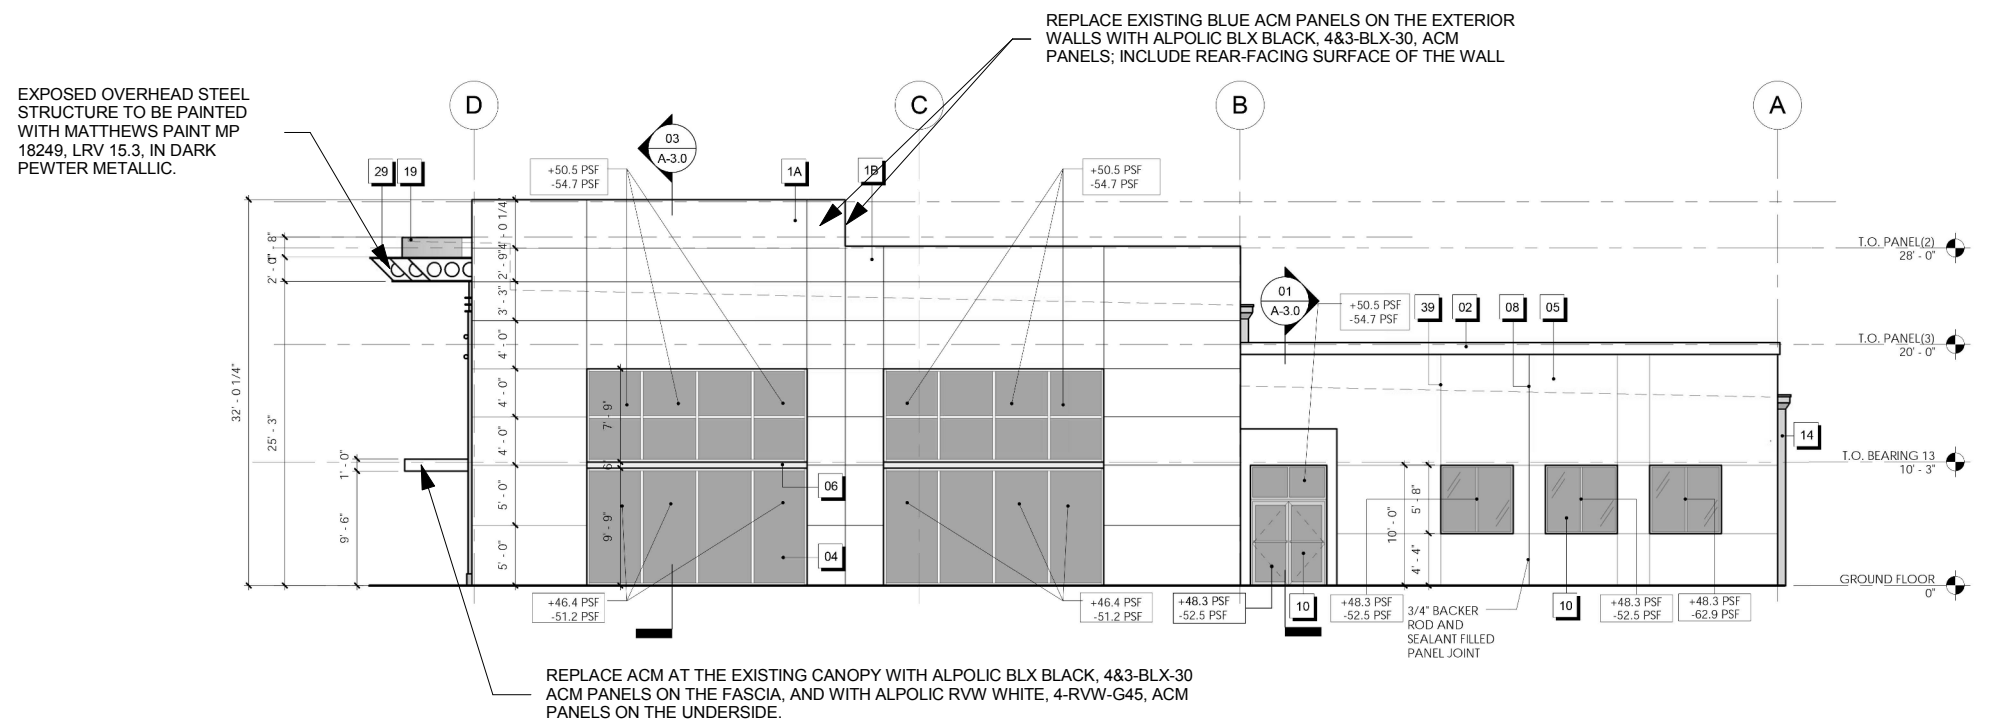 REPLACE EXISTING BLUE ACM PANELS ON THE EXTERIOR
WALLS WITH ALPOLIC BLX BLACK, 4&3-BLX-30, ACM
PANELS; INCLUDE REAR-FACING SURFACE OF THE WALL
EXPOSED OVERHEAD STEEL
STRUCTURE TO BE PAINTED
WITH MATTHEWS PAINT MP
18249, LRV 15.3, IN DARK
PEWTER METALLIC.
D
C
B
A
03
A-3.0
29
19
+50.5 PSF
-54.7 PSF
1A
1B
+50.5 PSF
-54.7 PSF
T.O. PANEL(2)
28' - 0"
01
A-3.0
+50.5 PSF
-54.7 PSF
39
02
08
05
T.O. PANEL(3)
20' - 0"
32' - 0 1/4"
25' - 3"
2' - 0"
1' - 0"
9' - 6"
4' - 0 1/4"
2' - 9"
3' - 3"
4' - 0"
4' - 0"
4' - 0"
5' - 0"
5' - 0"
7' - 9"
6"
9' - 9"
06
04
14
T.O. BEARING 13
10' - 3"
10' - 0"
5' - 8"
4' - 4"
GROUND FLOOR
0"
+46.4 PSF
-51.2 PSF
+46.4 PSF
-51.2 PSF
+48.3 PSF
-52.5 PSF
10
+48.3 PSF
-52.5 PSF
3/4" BACKER
ROD AND
SEALANT FILLED
PANEL JOINT
10
+48.3 PSF
-52.5 PSF
+48.3 PSF
-62.9 PSF
REPLACE ACM AT THE EXISTING CANOPY WITH ALPOLIC BLX BLACK, 4&3-BLX-30
ACM PANELS ON THE FASCIA, AND WITH ALPOLIC RVW WHITE, 4-RVW-G45, ACM
PANELS ON THE UNDERSIDE.